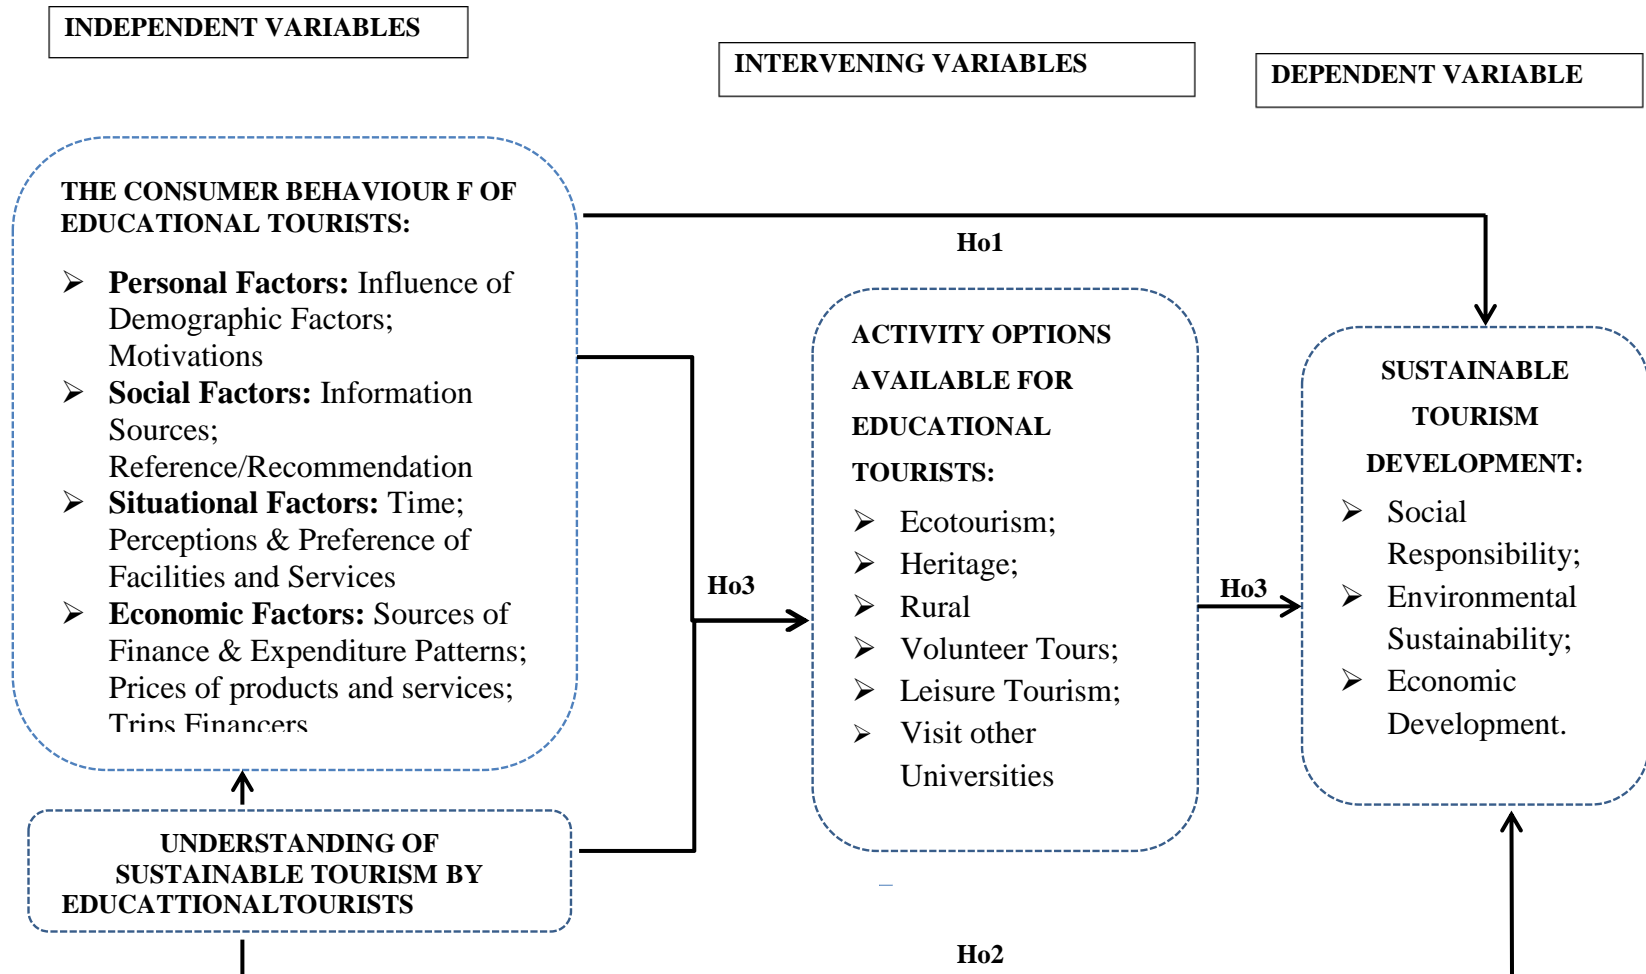 INDEPENDENT VARIABLES
INTERVENING VARIABLES
DEPENDENT VARIABLE
THE CONSUMER BEHAVIOUR F OF
EDUCATIONAL TOURISTS:
➢ Personal Factors: Influence of
Demographic Factors;
Motivations
➢ Social Factors: Information
Sources;
Reference/Recommendation
➢ Situational Factors: Time;
Perceptions & Preference of
Facilities and Services
➢ Economic Factors: Sources of
Finance & Expenditure Patterns;
Prices of products and services;
Trips Financers
UNDERSTANDING OF
SUSTAINABLE TOURISM BY
EDUCATTIONALTOURISTS
Ho1
Ho3
ACTIVITY OPTIONS
AVAILABLE FOR
EDUCATIONAL
TOURISTS:
➢ Ecotourism;
➢ Heritage;
➢ Rural
➢ Volunteer Tours;
➢ Leisure Tourism;
➢ Visit other
Universities
Ho3
SUSTAINABLE
TOURISM
DEVELOPMENT:
➢ Social
Responsibility;
➢ Environmental
Sustainability;
➢ Economic
Development.
Ho2